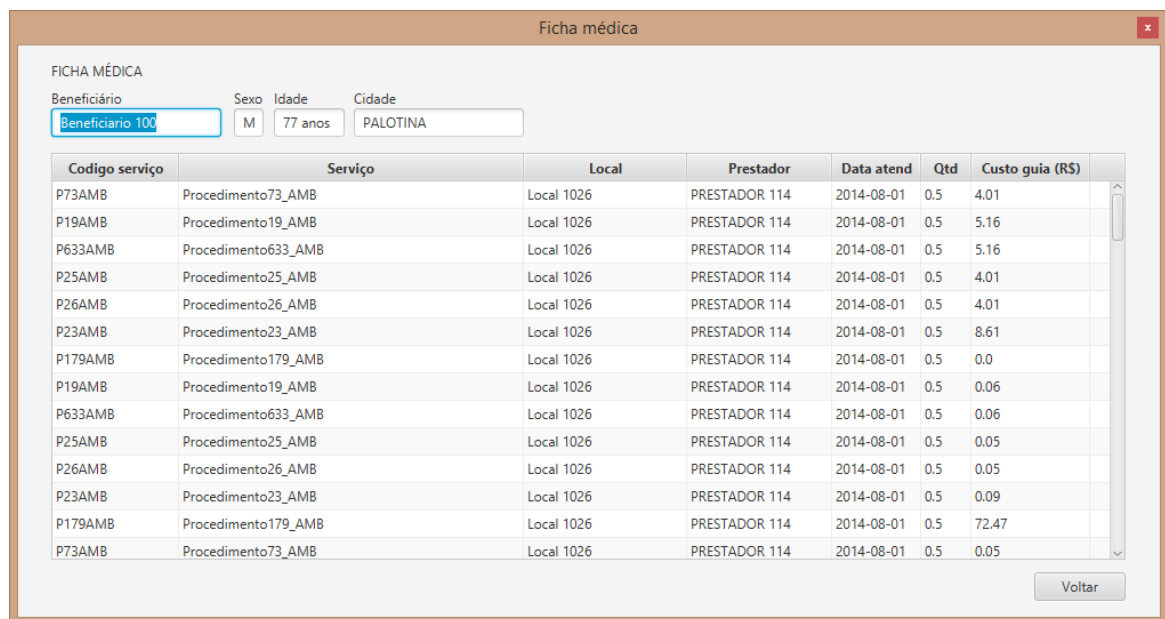 Ficha médica
x
FICHA MÉDICA
Beneficiário Sexo Idade Cidade
Beneficiario 100 M 77 anos PALOTINA
Codigo serviço Serviço Local Prestador Data atend Qtd Custo guia (R$)
P73AMB Procedimento73_AMB Local 1026 PRESTADOR 114 2014-08-01 0.5 4.01
P19AMB Procedimento19_AMB Local 1026 PRESTADOR 114 2014-08-01 0.5 5.16
P633AMB Procedimento633_AMB Local 1026 PRESTADOR 114 2014-08-01 0.5 5.16
P25AMB Procedimento25_AMB Local 1026 PRESTADOR 114 2014-08-01 0.5 4.01
P26AMB Procedimento26_AMB Local 1026 PRESTADOR 114 2014-08-01 0.5 4.01
P23AMB Procedimento23_AMB Local 1026 PRESTADOR 114 2014-08-01 0.5 8.61
P179AMB Procedimento179_AMB Local 1026 PRESTADOR 114 2014-08-01 0.5 0.0
P19AMB Procedimento19_AMB Local 1026 PRESTADOR 114 2014-08-01 0.5 0.06
P633AMB Procedimento633_AMB Local 1026 PRESTADOR 114 2014-08-01 0.5 0.06
P25AMB Procedimento25_AMB Local 1026 PRESTADOR 114 2014-08-01 0.5 0.05
P26AMB Procedimento26_AMB Local 1026 PRESTADOR 114 2014-08-01 0.5 0.05
P23AMB Procedimento23_AMB Local 1026 PRESTADOR 114 2014-08-01 0.5 0.09
P179AMB Procedimento179_AMB Local 1026 PRESTADOR 114 2014-08-01 0.5 72.47
P73AMB Procedimento73_AMB Local 1026 PRESTADOR 114 2014-08-01 0.5 0.05
Voltar